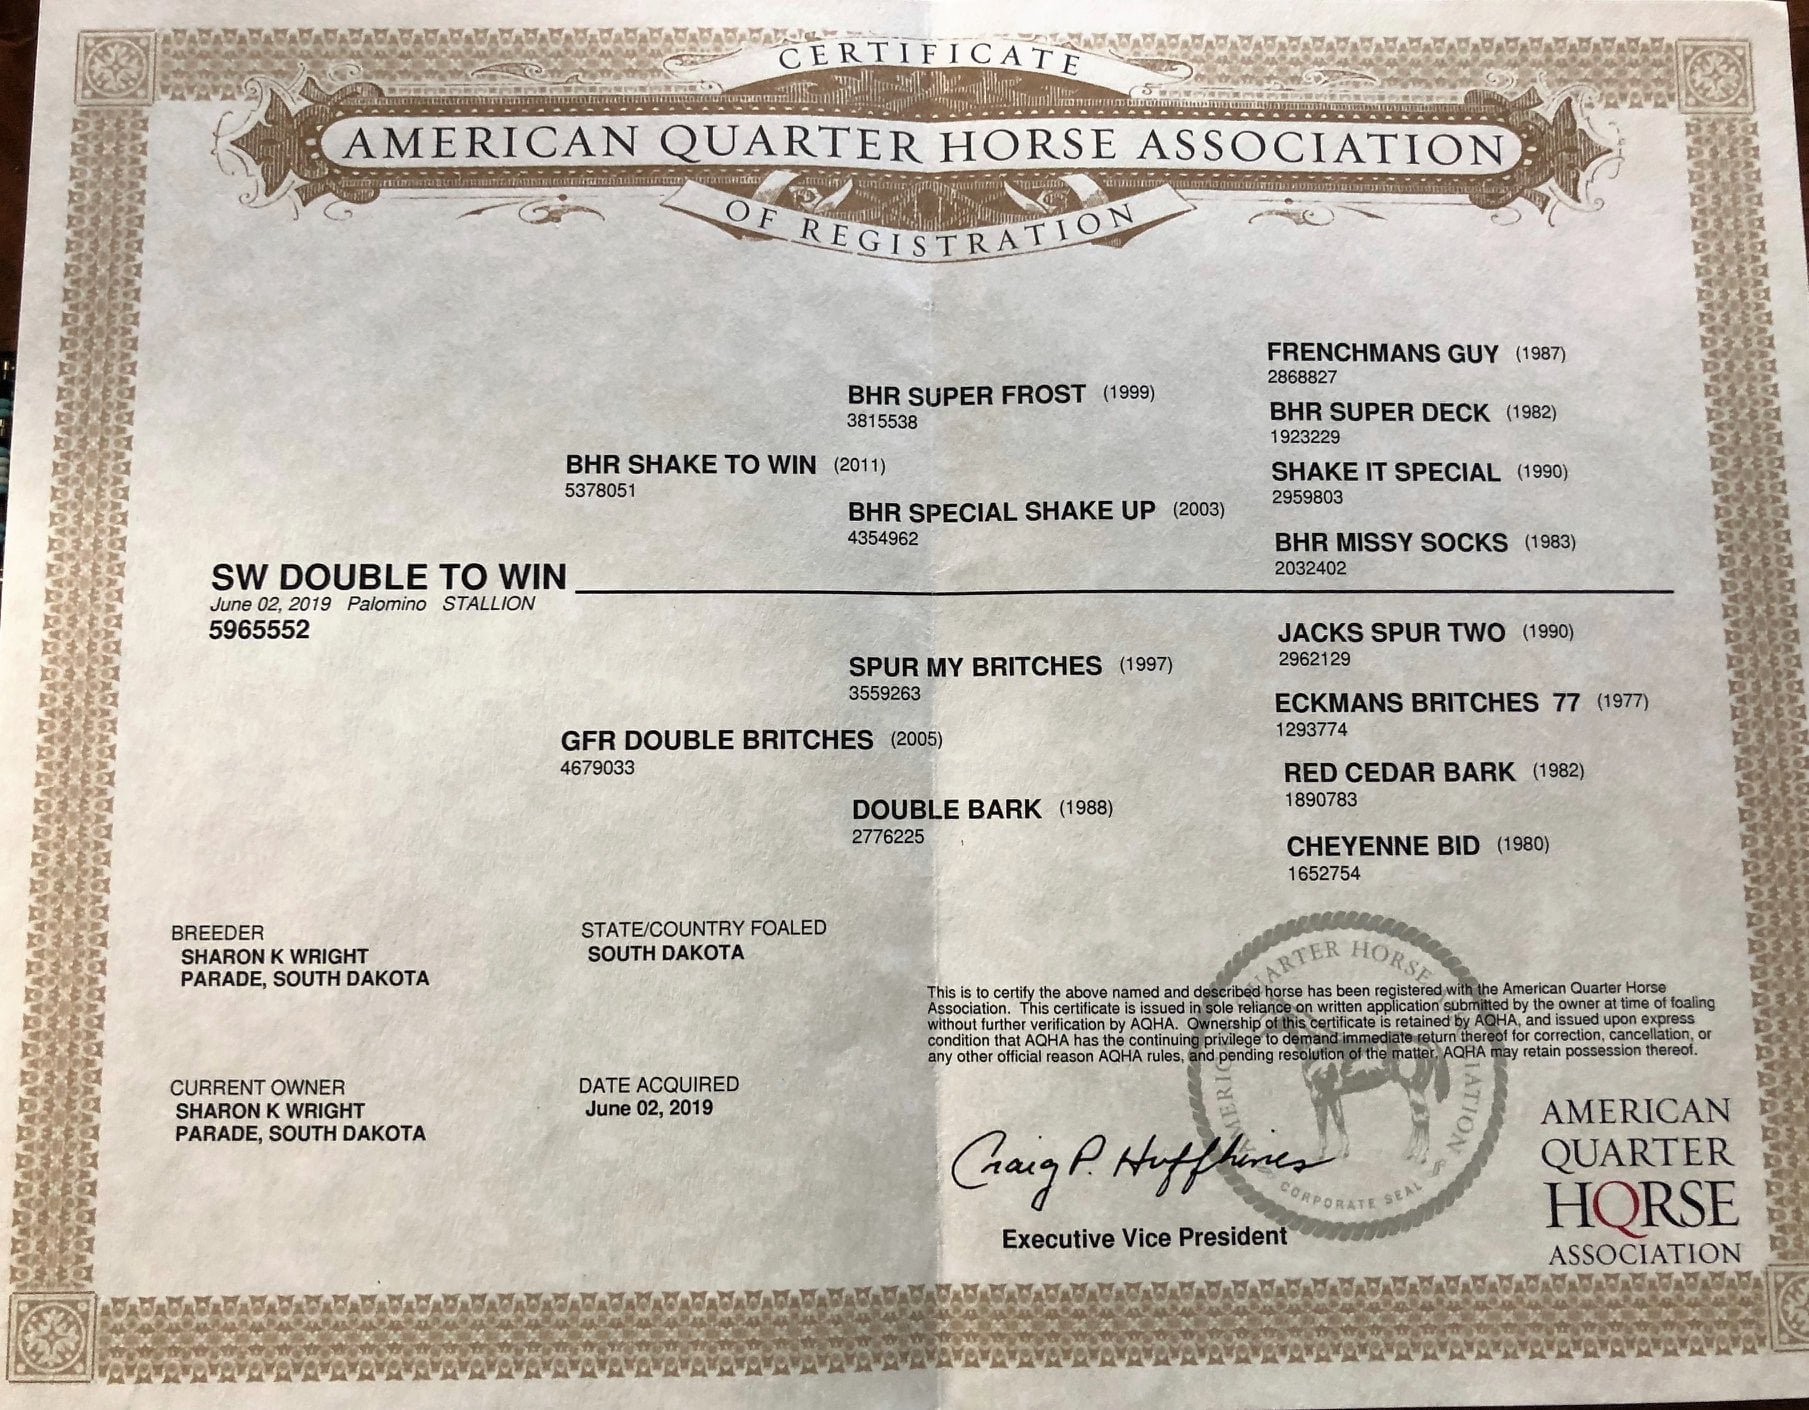 CERTIFICATE
AMERICAN QUARTER HORSE ASSOCIATION
OF REGISTRATION
FRENCHMANS GUY (1987)
2868827
BHR SUPER FROST (1999)
3815538
BHR SUPER DECK (1982)
1923229
BHR SHAKE TO WIN (2011)
5378051
SHAKE IT SPECIAL (1990)
2959803
BHR SPECIAL SHAKE UP (2003)
4354962
BHR MISSY SOCKS (1983)
2032402
SW DOUBLE TO WIN
June 02, 2019 Palomino STALLION
5965552
JACKS SPUR TWO (1990)
2962129
SPUR MY BRITCHES (1997)
3559263
ECKMANS BRITCHES 77 (1977)
1293774
GFR DOUBLE BRITCHES (2005)
4679033
RED CEDAR BARK (1982)
1890783
DOUBLE BARK (1988)
2776225
CHEYENNE BID (1980)
1652754
BREEDER
SHARON K WRIGHT
PARADE, SOUTH DAKOTA
STATE/COUNTRY FOALED
SOUTH DAKOTA
This is to certify the above named and described horse has been registered with the American Quarter Horse
Association. This certificate is issued in sole reliance on written application submitted by the owner at time of foaling
without further verification by AQHA. Ownership of this certificate is retained by AQHA, and issued upon express
condition that AQHA has the continuing privilege to demand immediate return thereof for correction, cancellation, or
any other official reason AQHA rules, and pending resolution of the matter, AQHA may retain possession thereof.
CURRENT OWNER
SHARON K WRIGHT
PARADE, SOUTH DAKOTA
DATE ACQUIRED
June 02, 2019
Craig P. Huffhines
Executive Vice President
CORPORATE SEAL
AMERICAN
QUARTER
HORSE
ASSOCIATION